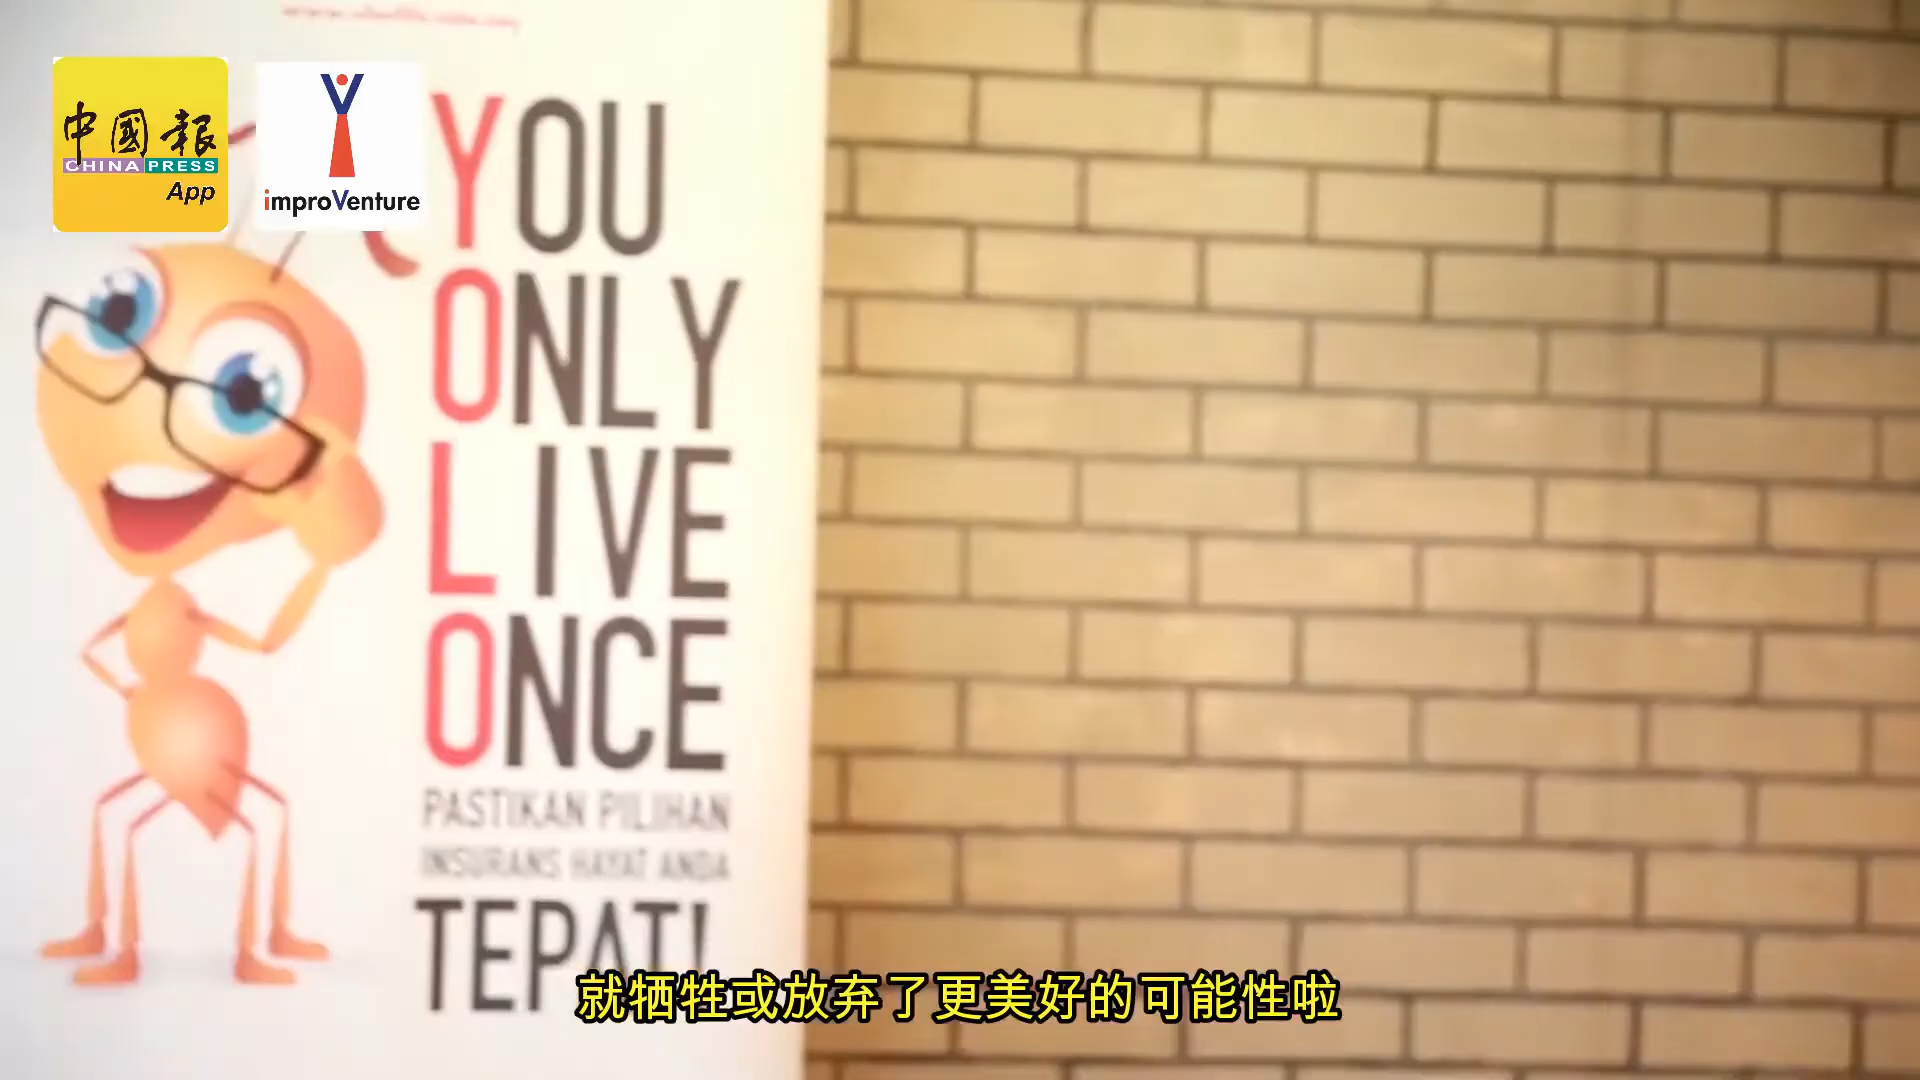 中國報
CHINA PRESS
App
improVenture
YOU
ONLY
LIVE
ONCE
PASTIKAN PILIHAN
INSURANS HAYAT ANDA
TEPAT!
就牺牲或放弃了更美好的可能性啦